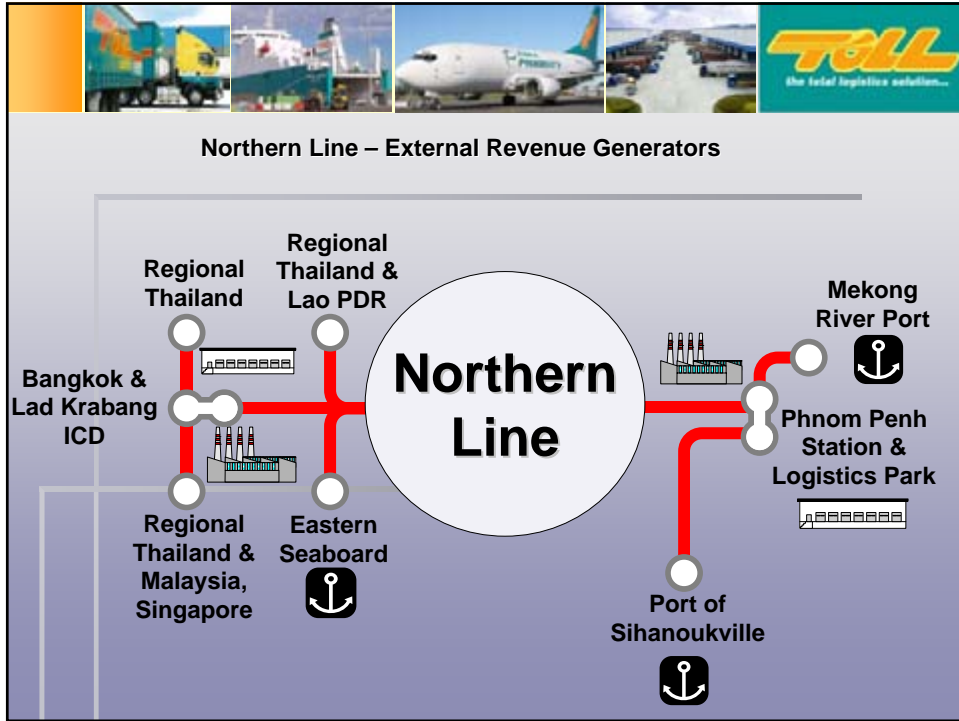 TOLL
the total logistics solution...
Northern Line – External Revenue Generators
Regional
Thailand
Regional
Thailand &
Lao PDR
Bangkok &
Lad Krabang
ICD
Regional
Thailand &
Malaysia,
Singapore
Eastern
Seaboard
Northern
Line
Mekong
River Port
Phnom Penh
Station &
Logistics Park
Port of
Sihanoukville